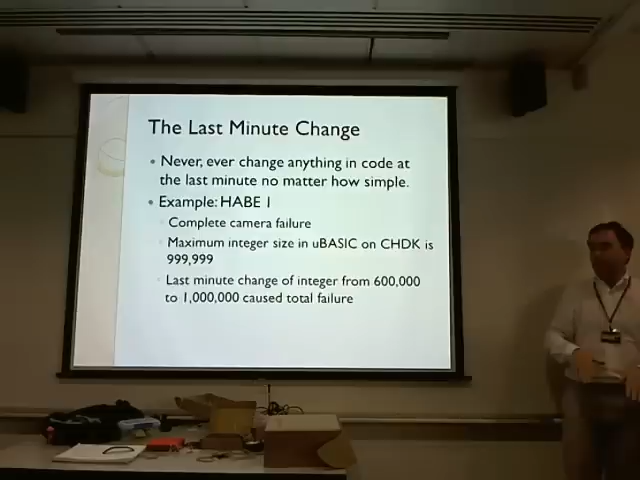 The Last Minute Change
Never, ever change anything in code at
the last minute no matter how simple.
Example: HABE 1
Complete camera failure
Maximum integer size in uBASIC on CHDK is
999,999
Last minute change of integer from 600,000
to 1,000,000 caused total failure